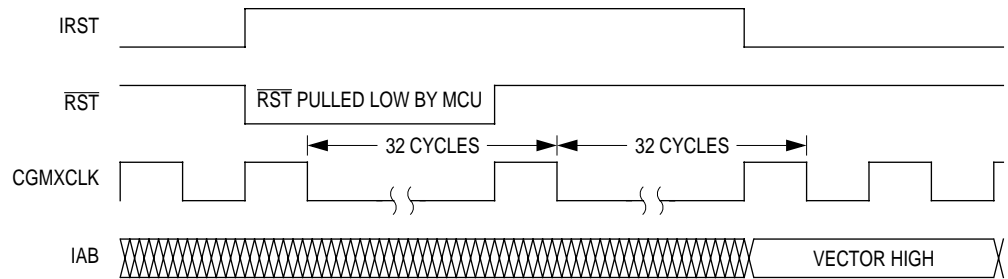 IRST
RST
RST PULLED LOW BY MCU
32 CYCLES
32 CYCLES
CGMXCLK
IAB
VECTOR HIGH